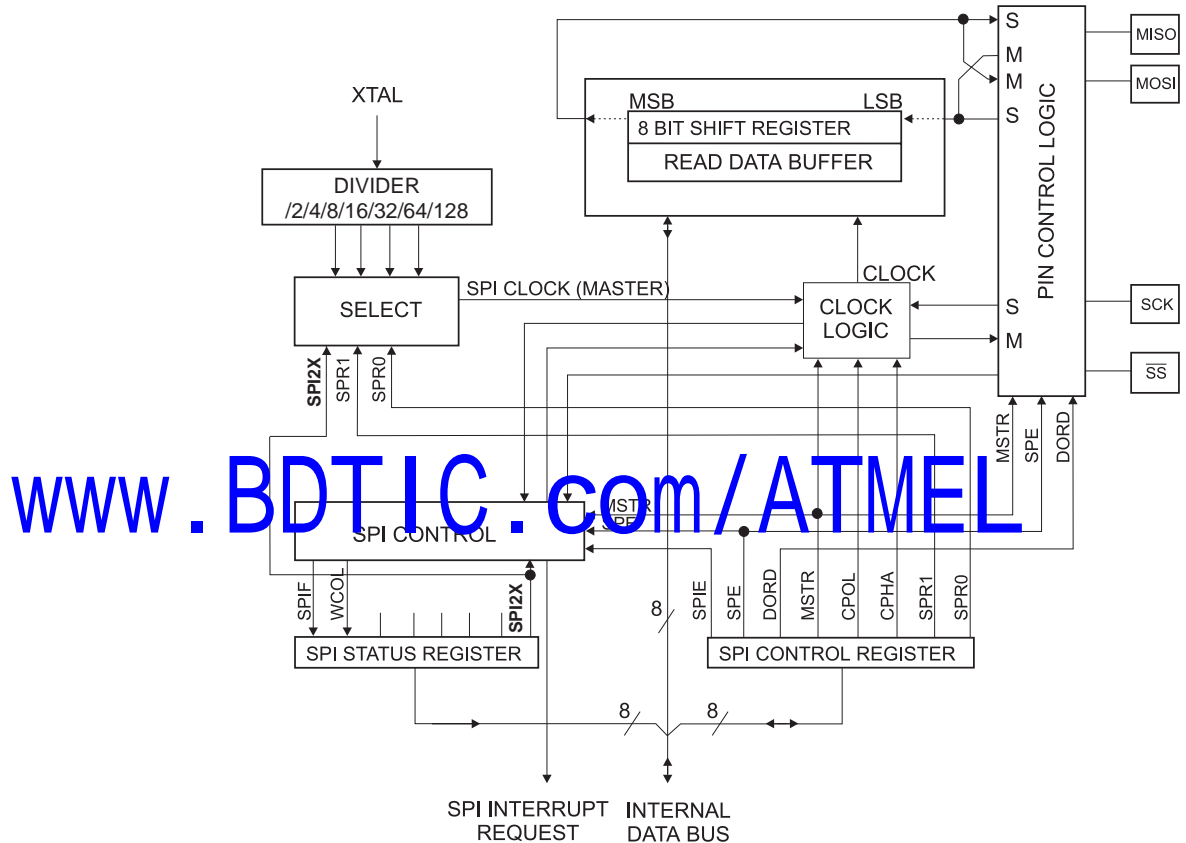 S
MISO
M
M
MOSI
XTAL
MSB
LSB
S
8 BIT SHIFT REGISTER
READ DATA BUFFER
DIVIDER
/2/4/8/16/32/64/128
PIN CONTROL LOGIC
CLOCK
SPI CLOCK (MASTER)
SELECT
CLOCK
LOGIC
S
M
SCK
SS
SPI2X
SPR1
SPR0
MSTR
SPE
DORD
www.BDTIC.com/ATMEL
MSTR
SPE
SPI CONTROL
SPIF
WCOL
SPI2X
8
SPIE
SPE
DORD
MSTR
CPOL
CPHA
SPR1
SPR0
SPI STATUS REGISTER
SPI CONTROL REGISTER
8
8
SPI INTERRUPT
REQUEST
INTERNAL
DATA BUS